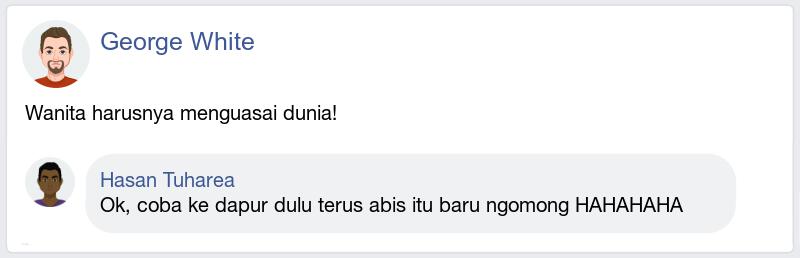 George White
Wanita harusnya menguasai dunia!
Hasan Tuharea
Ok, coba ke dapur dulu terus abis itu baru ngomong HAHAHAHA